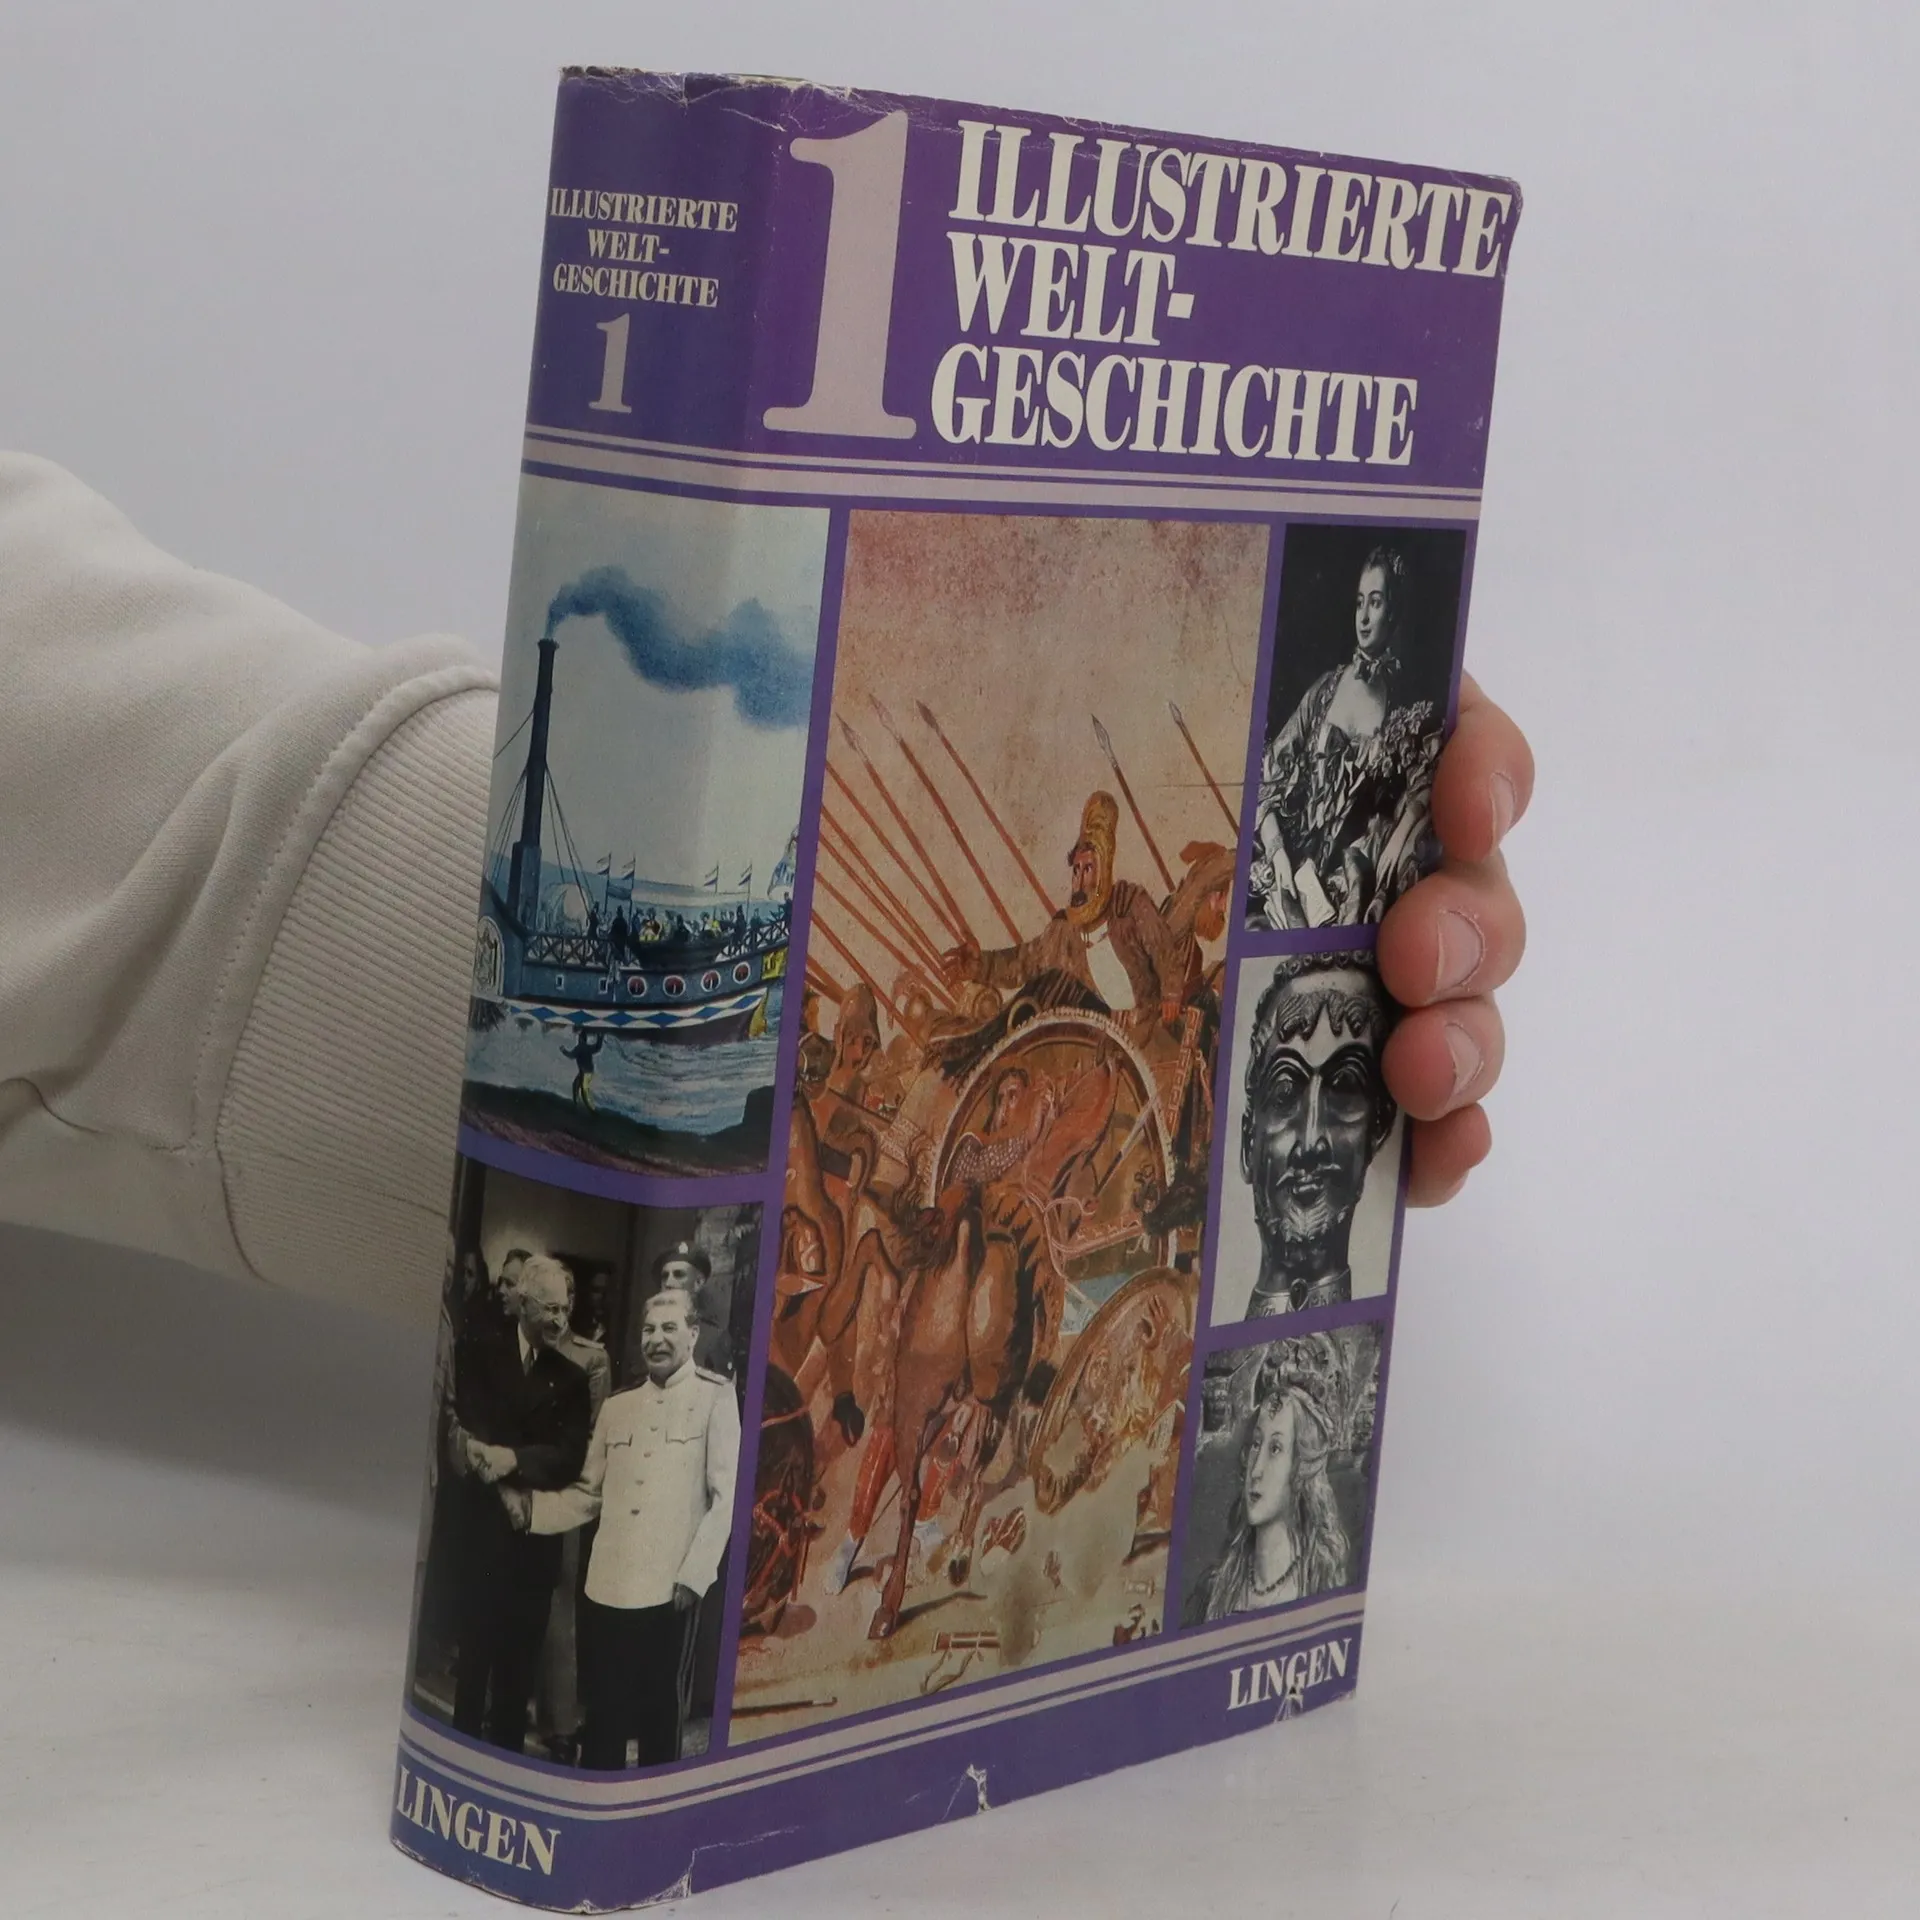 ILLUSTRIERTE
WELT-
GESCHICHTE
1
LINGEN
1
ILLUSTRIERTE
WELT-
GESCHICHTE
LINGEN